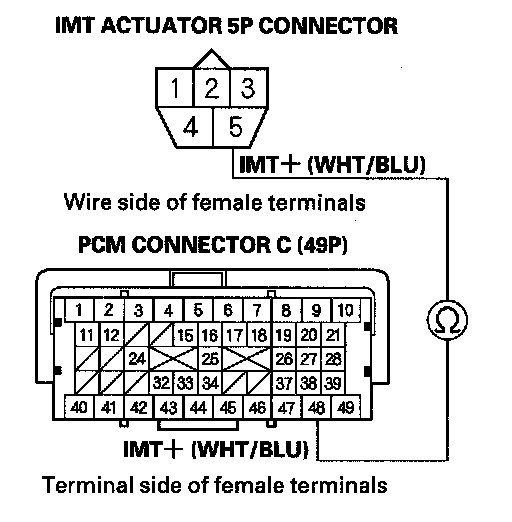 IMT ACTUATOR 5P CONNECTOR
1 2 3
4 5
IMT+ (WHT/BLU)
Wire side of female terminals
PCM CONNECTOR C (49P)
1 2 3 4 5 6 7 8 9 10
11 12 15 16 17 18 19 20 21
24 25 26 27 28
32 33 34 37 38 39
40 41 42 43 44 45 46 47 48 49
Ω
IMT+ (WHT/BLU)
Terminal side of female terminals